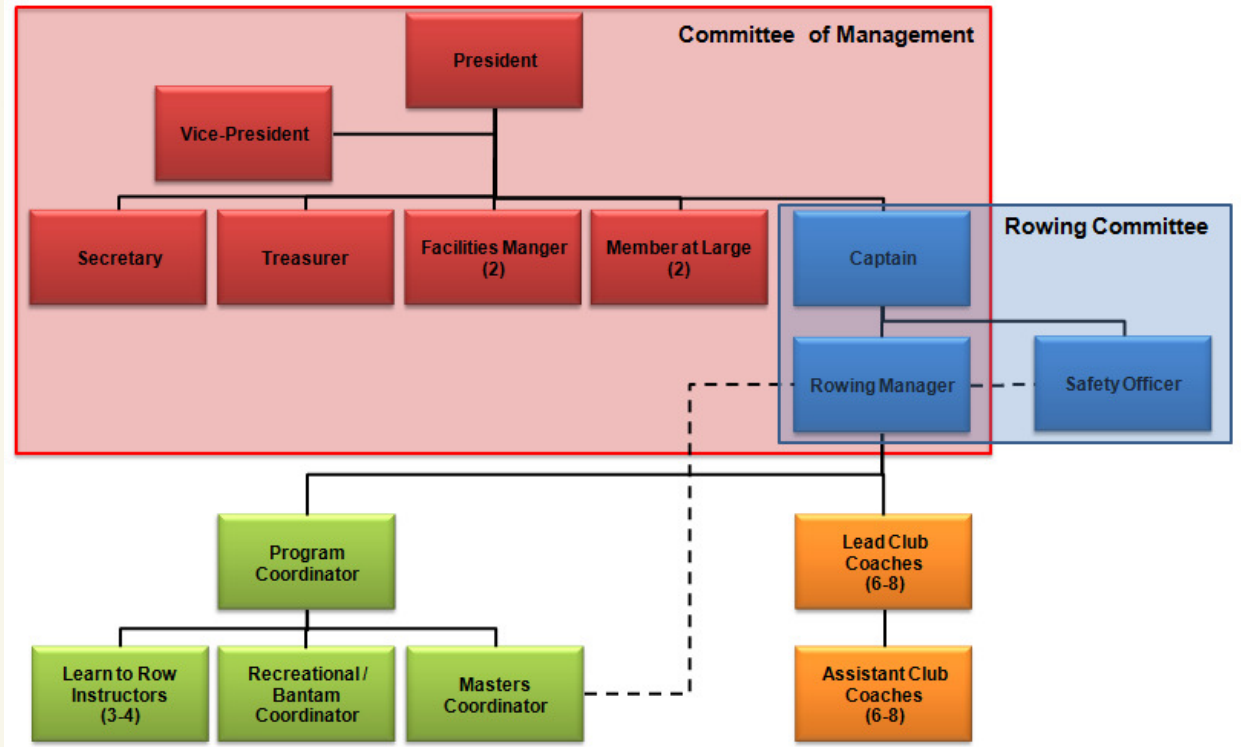 Committee of Management
President
Vice-President
Secretary
Treasurer
Facilities Manger
(2)
Member at Large
(2)
Rowing Committee
Captain
Rowing Manager
Safety Officer
Program
Coordinator
Lead Club
Coaches
(6-8)
Learn to Row
Instructors
(3-4)
Recreational /
Bantam
Coordinator
Masters
Coordinator
Assistant Club
Coaches
(6-8)